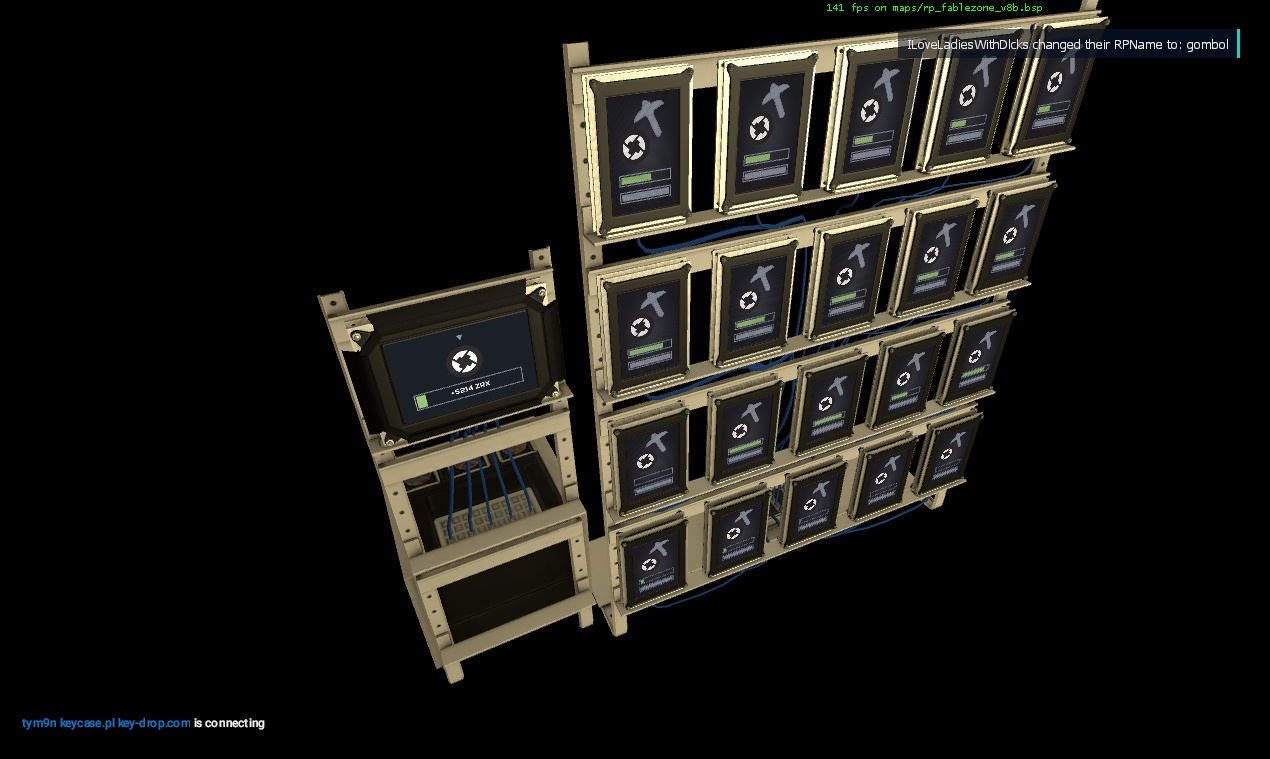 141 fps on maps/rp_fablezone_v8b.bsp
ILoveLadiesWithDIcks changed their RPName to: gombol
+5214 ZRX
tym9n keycase.pl key-drop.com is connecting